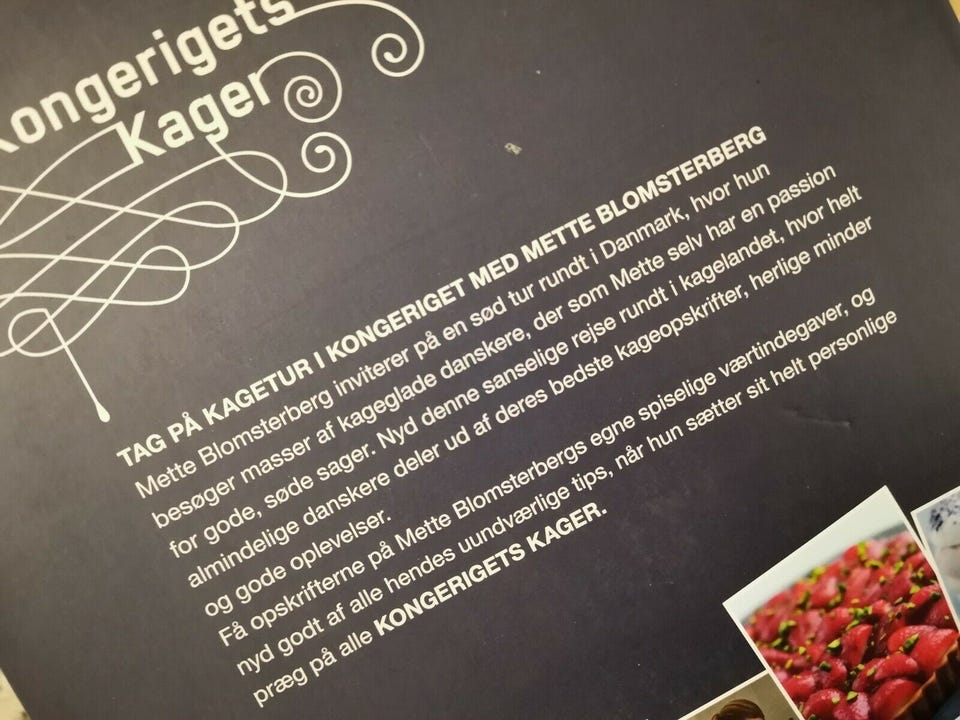 Kongerigets
Kager
TAG PÅ KAGETUR I KONGERIGET MED METTE BLOMSTERBERG
Mette Blomsterberg inviterer på en sød tur rundt i Danmark, hvor hun
besøger masser af kageglade danskere, der som Mette selv har en passion
for gode, søde sager. Nyd denne sanselige rejse rundt i kagelandet, hvor helt
almindelige danskere deler ud af deres bedste kageopskrifter, herlige minder
og gode oplevelser.
Få opskrifterne på Mette Blomsterbergs egne spiselige værtindegaver, og
nyd godt af alle hendes uundværlige tips, når hun sætter sit helt personlige
præg på alle KONGERIGETS KAGER.